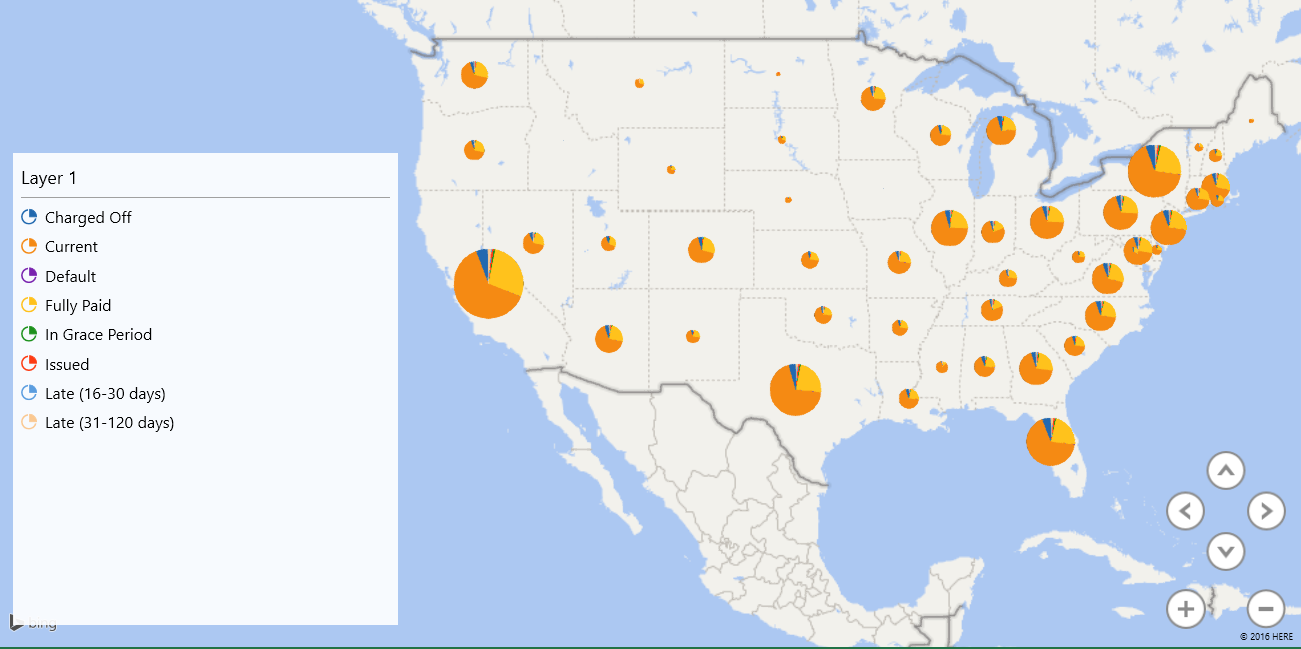 Layer 1
Charged Off
Current
Default
Fully Paid
In Grace Period
Issued
Late (16-30 days)
Late (31-120 days)
bing
© 2016 HERE